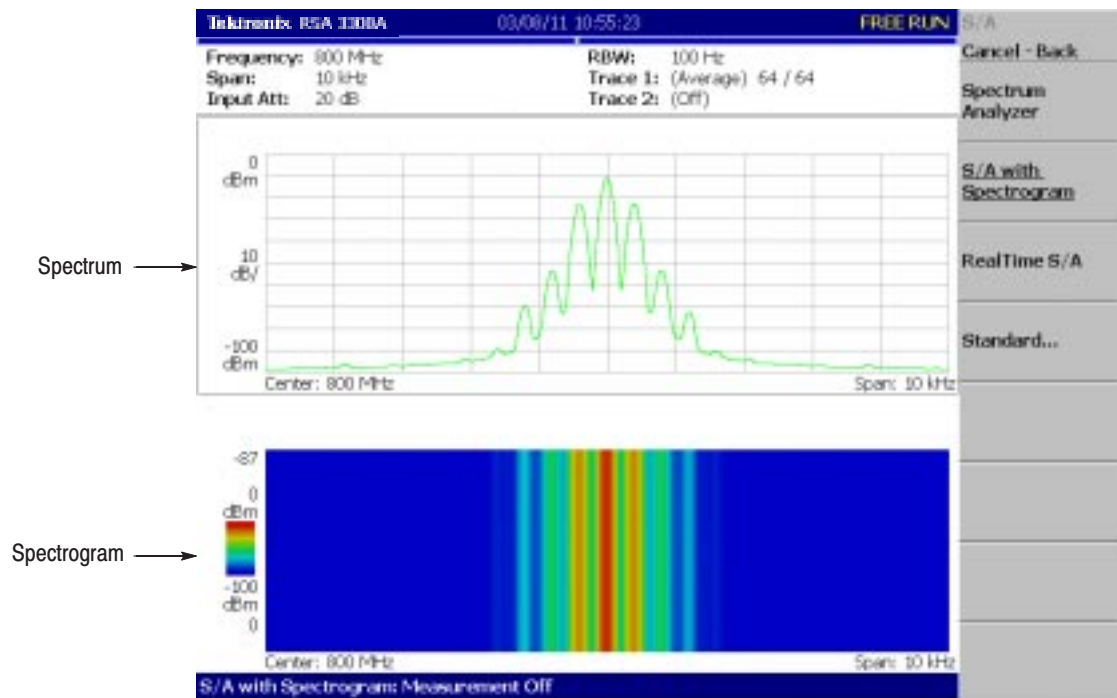 Tektronix RSA 3308A 03/08/11 10:55:23 FREE RUN
S/A
Frequency: 800 MHz
Span: 10 kHz
Input Att: 20 dB
RBW: 100 Hz
Trace 1: (Average) 64 / 64
Trace 2: (Off)
Cancel - Back
Spectrum
Analyzer
S/A with
Spectrogram
RealTime S/A
Standard...
0
dBm
Spectrum
10
dB/
-100
dBm
Center: 800 MHz Span: 10 kHz
-87
0
dBm
Spectrogram
-100
dBm
0
Center: 800 MHz Span: 10 kHz
S/A with Spectrogram: Measurement Off